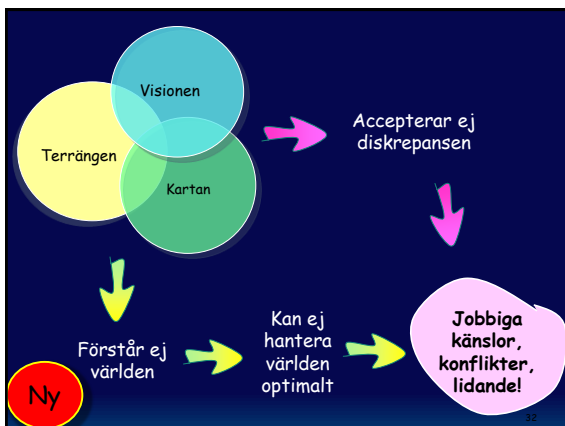 Visionen
Terrängen
Kartan
Accepterar ej
diskrepansen
Förstår ej
världen
Kan ej
hantera
världen
optimalt
Jobbiga
känslor,
konflikter,
lidande!
Ny
32